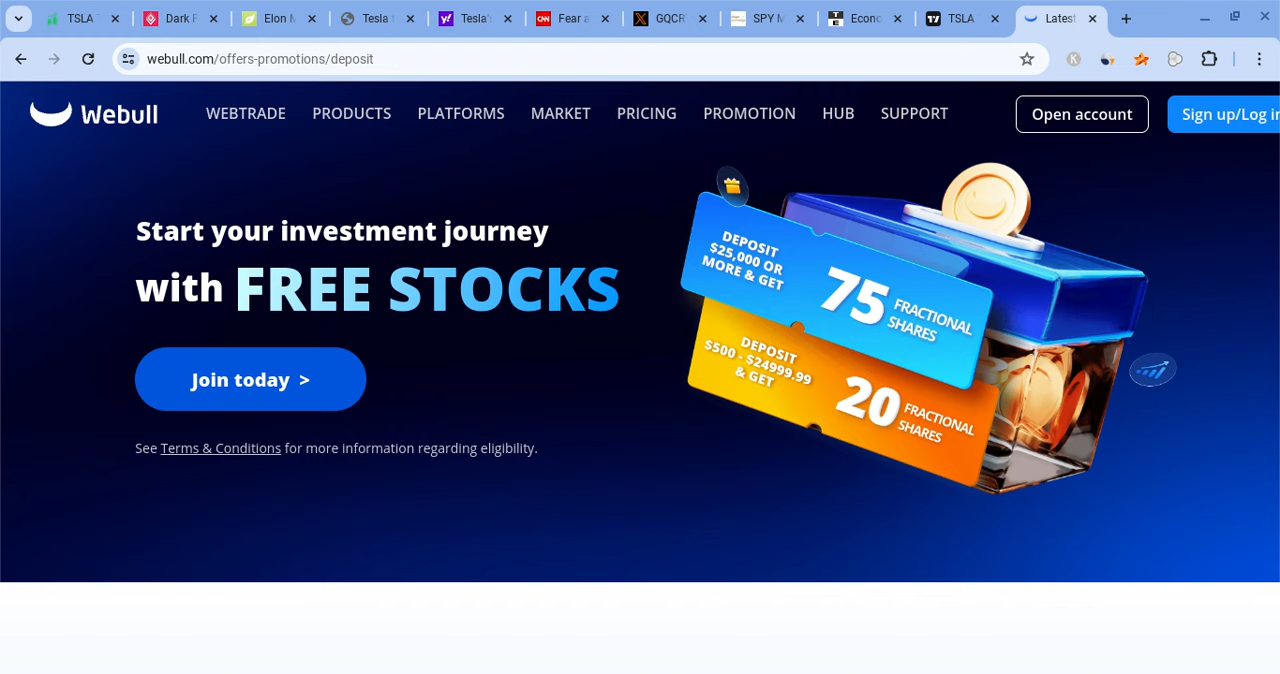 TSLA
Dark F
Elon M
Tesla
Tesla'
Fear a
GQCR
SPY M
Econo
TSLA
Latest
webull.com/offers-promotions/deposit
Webull
WEBTRADE
PRODUCTS
PLATFORMS
MARKET
PRICING
PROMOTION
HUB
SUPPORT
Open account
Sign up/Log in
Start your investment journey
with FREE STOCKS
Join today >
See Terms & Conditions for more information regarding eligibility.
DEPOSIT
$25,000 OR
MORE & GET
75 FRACTIONAL
SHARES
DEPOSIT
$500 - $24999.99
& GET
20 FRACTIONAL
SHARES